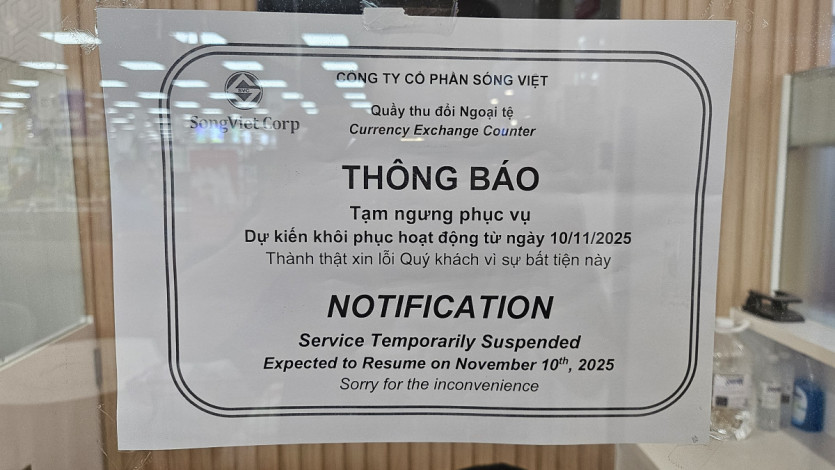 CÔNG TY CỔ PHẦN SÓNG VIỆT
SVC
SongViet Corp
Quầy thu đổi Ngoại tệ
Currency Exchange Counter
THÔNG BÁO
Tạm ngưng phục vụ
Dự kiến khôi phục hoạt động từ ngày 10/11/2025
Thành thật xin lỗi Quý khách vì sự bất tiện này
NOTIFICATION
Service Temporarily Suspended
Expected to Resume on November 10th, 2025
Sorry for the inconvenience